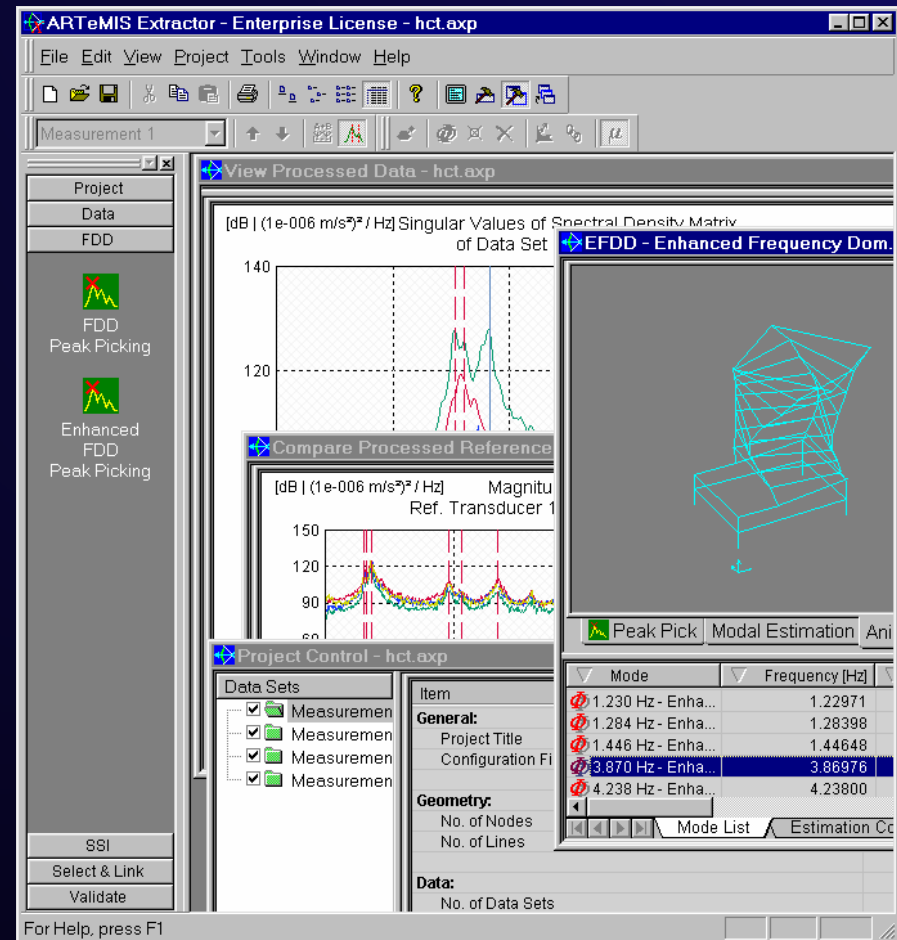 ARTeMIS Extractor - Enterprise License - hct.axp
File Edit View Project Tools Window Help
Measurement 1
Project
Data
FDD
FDD
Peak Picking
Enhanced
FDD
Peak Picking
SSI
Select & Link
Validate
View Processed Data - hct.axp
[dB | (1e-006 m/s²)² / Hz] Singular Values of Spectral Density Matrix
of Data Set
140
120
Compare Processed Reference
[dB | (1e-006 m/s²)² / Hz] Magnitu
Ref. Transducer 1
150
120
90
60
EFDD - Enhanced Frequency Dom.
Peak Pick Modal Estimation Ani
Mode Frequency [Hz]
1.230 Hz - Enha... 1.22971
1.284 Hz - Enha... 1.28398
1.446 Hz - Enha... 1.44648
3.870 Hz - Enha... 3.86976
4.238 Hz - Enha... 4.23800
Mode List Estimation Co
Project Control - hct.axp
Data Sets
Measuremen
Measuremen
Measuremen
Measuremen
Item
General:
Project Title
Configuration Fi
Geometry:
No. of Nodes
No. of Lines
Data:
No. of Data Sets
For Help, press F1